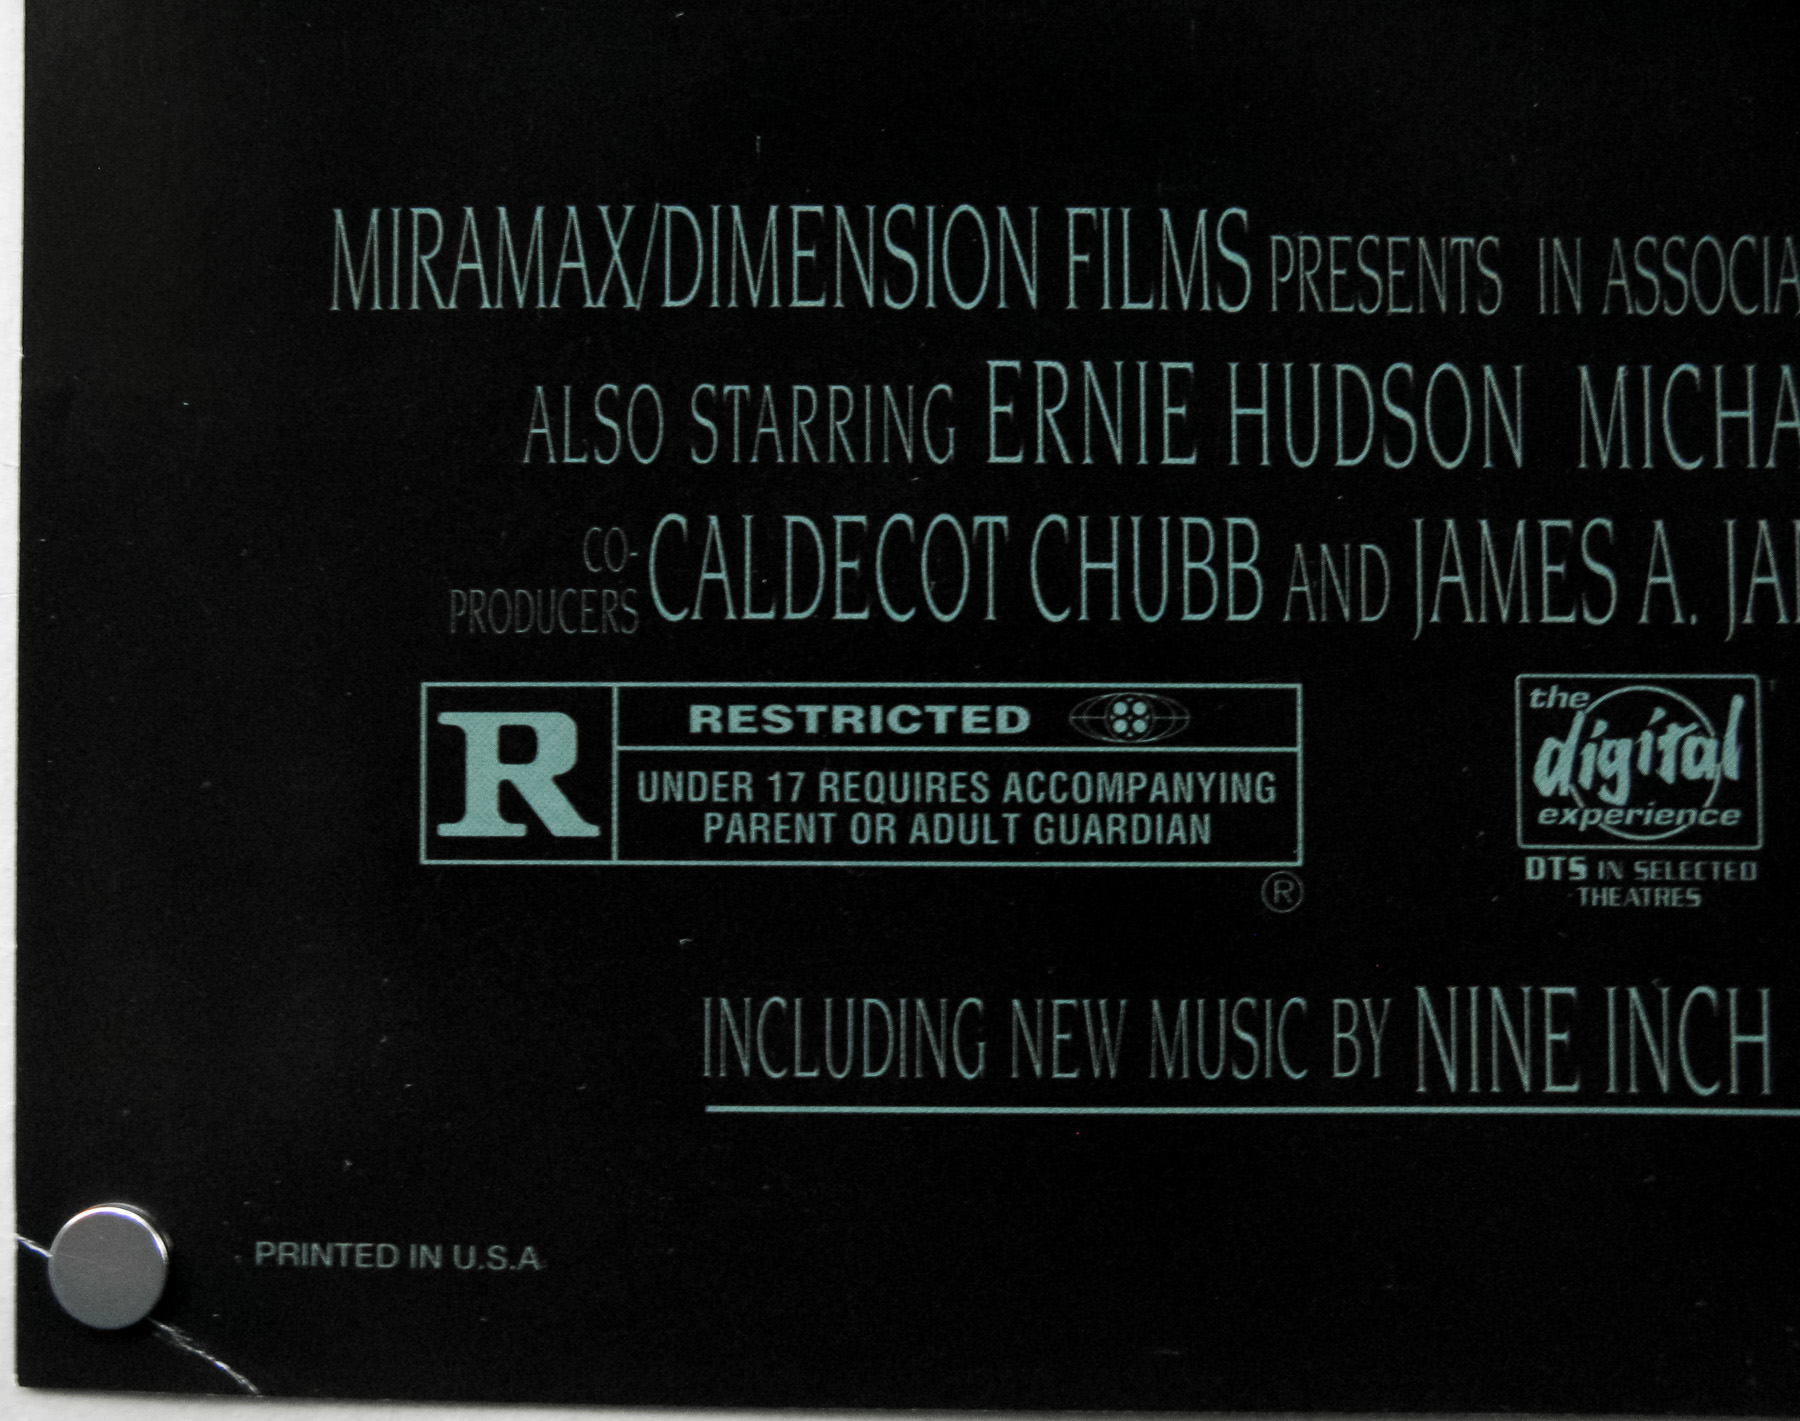 MIRAMAX/DIMENSION FILMS PRESENTS IN ASSOCIA
ALSO STARRING ERNIE HUDSON MICHA
CO-
PRODUCERS CALDECOT CHUBB AND JAMES A. JA
R
RESTRICTED
UNDER 17 REQUIRES ACCOMPANYING
PARENT OR ADULT GUARDIAN
®
the
digital
experience
DTS IN SELECTED
THEATRES
INCLUDING NEW MUSIC BY NINE INCH
PRINTED IN U.S.A.